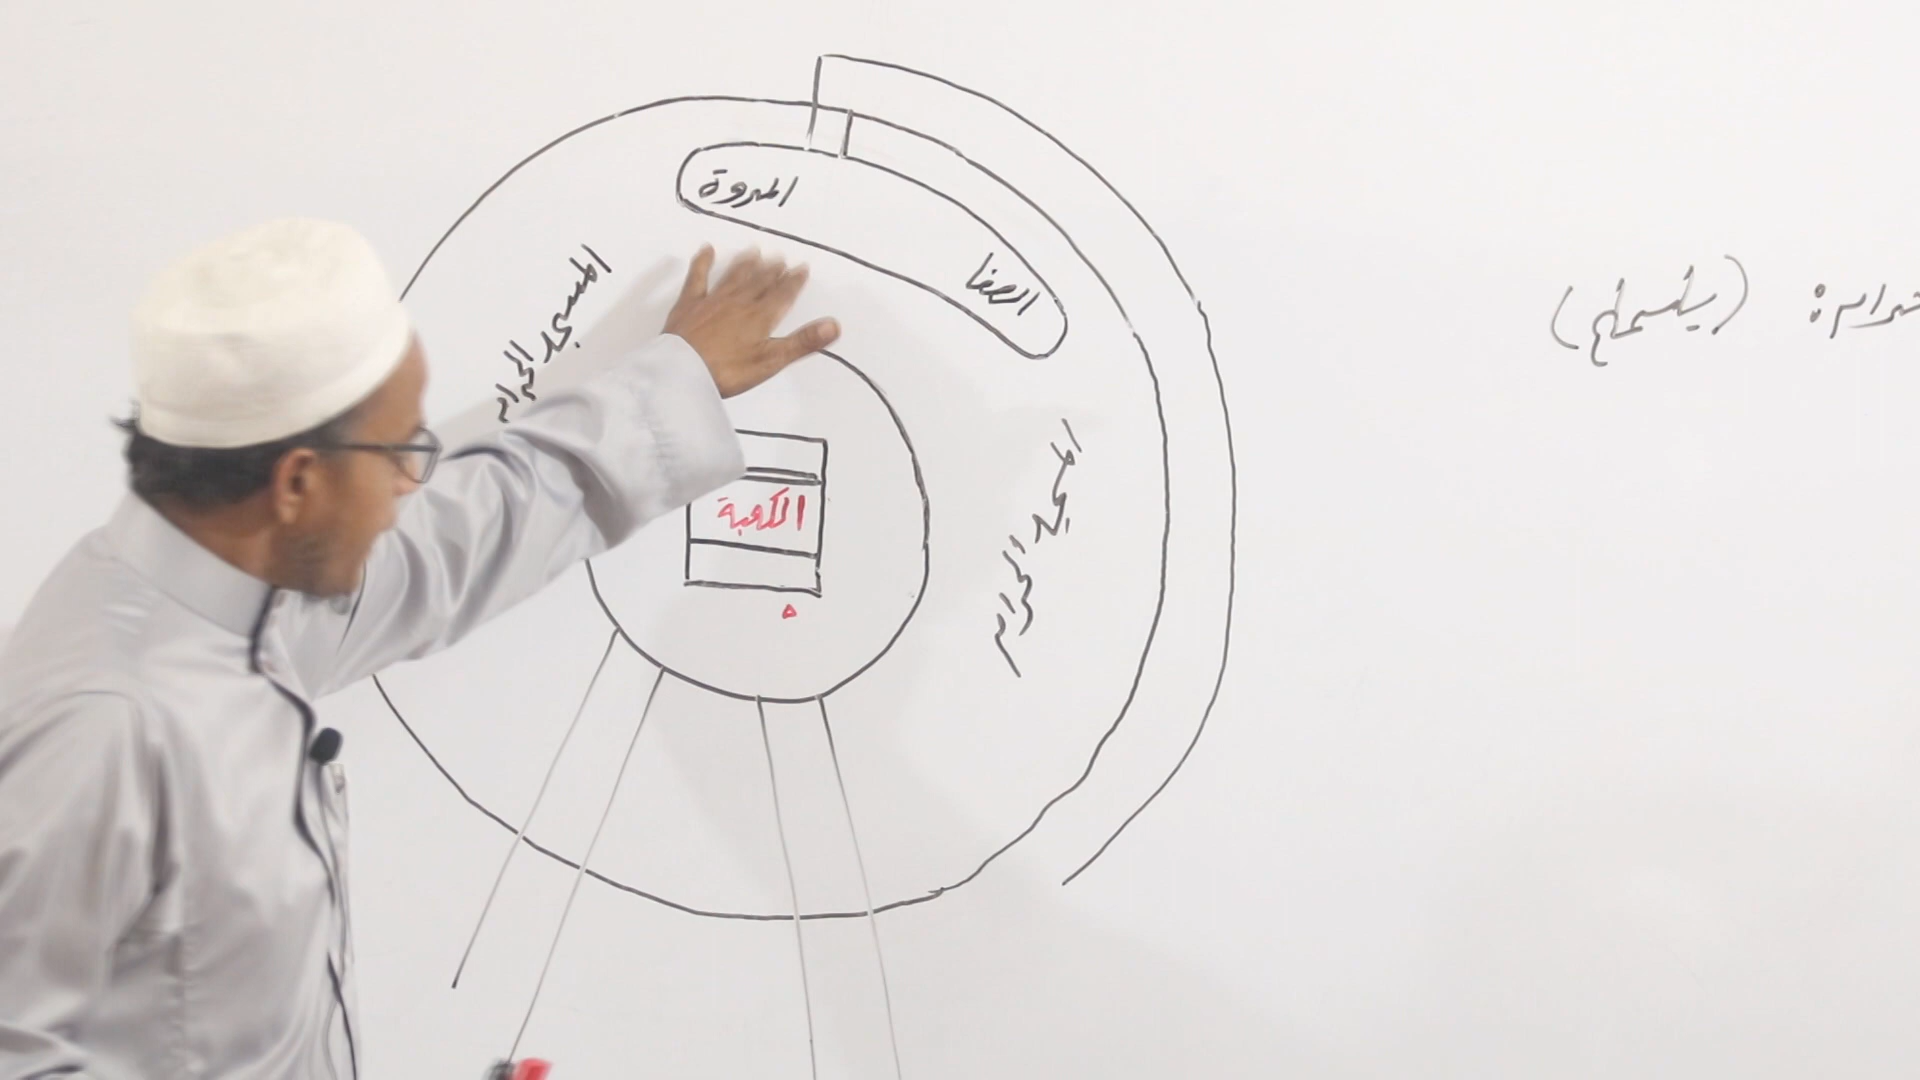 المروة
الصفا
المسجد الحرام
الكعبة
المسجد الحرام